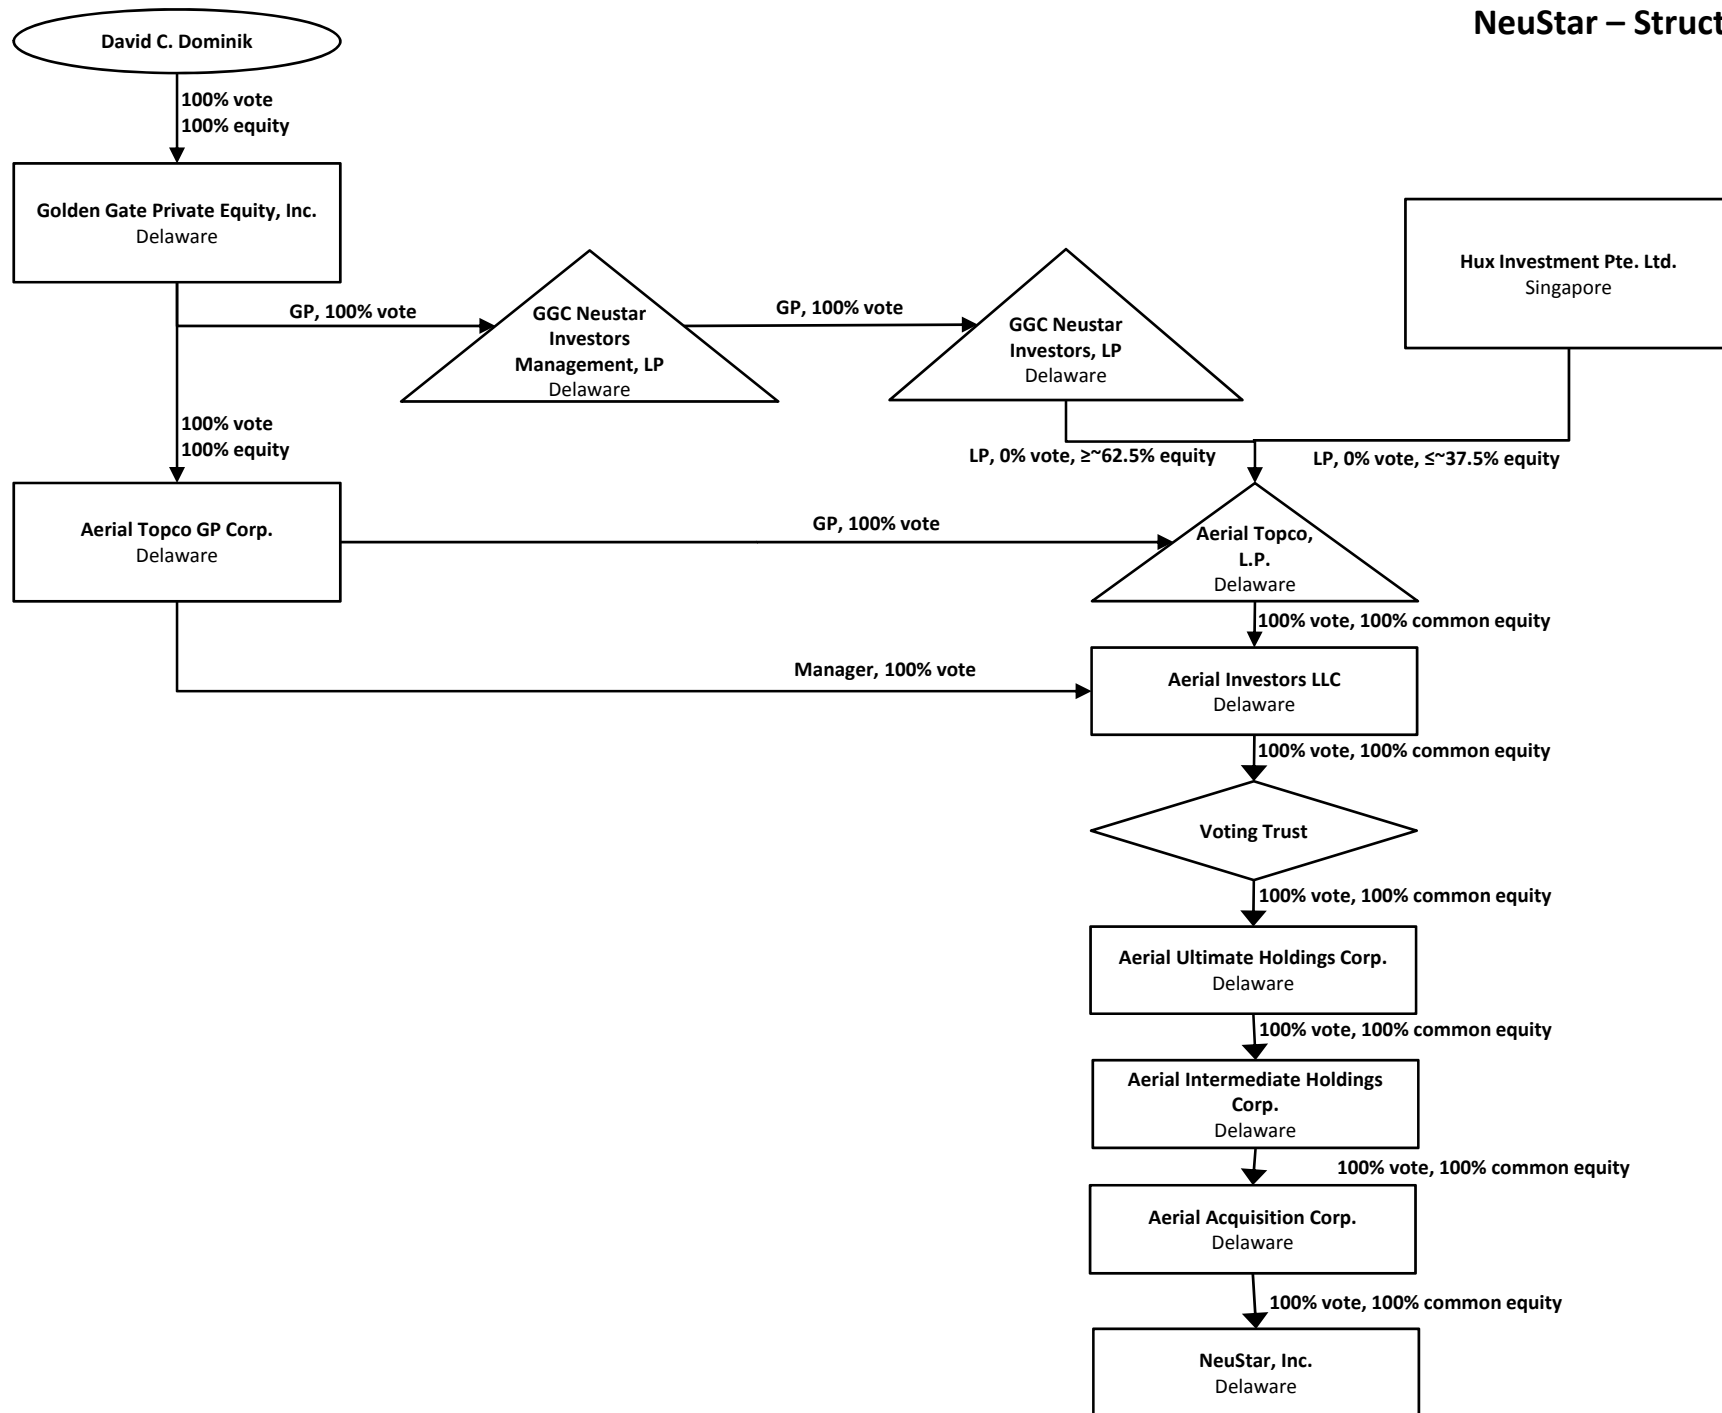 NeuStar – Struct
David C. Dominik
100% vote
100% equity
Golden Gate Private Equity, Inc.
Delaware
Hux Investment Pte. Ltd.
Singapore
GP, 100% vote
GGC Neustar
Investors
Management, LP
Delaware
GP, 100% vote
GGC Neustar
Investors, LP
Delaware
100% vote
100% equity
LP, 0% vote, ≥~62.5% equity
LP, 0% vote, ≤~37.5% equity
Aerial Topco GP Corp.
Delaware
GP, 100% vote
Aerial Topco,
L.P.
Delaware
100% vote, 100% common equity
Manager, 100% vote
Aerial Investors LLC
Delaware
100% vote, 100% common equity
Voting Trust
100% vote, 100% common equity
Aerial Ultimate Holdings Corp.
Delaware
100% vote, 100% common equity
Aerial Intermediate Holdings
Corp.
Delaware
100% vote, 100% common equity
Aerial Acquisition Corp.
Delaware
100% vote, 100% common equity
NeuStar, Inc.
Delaware